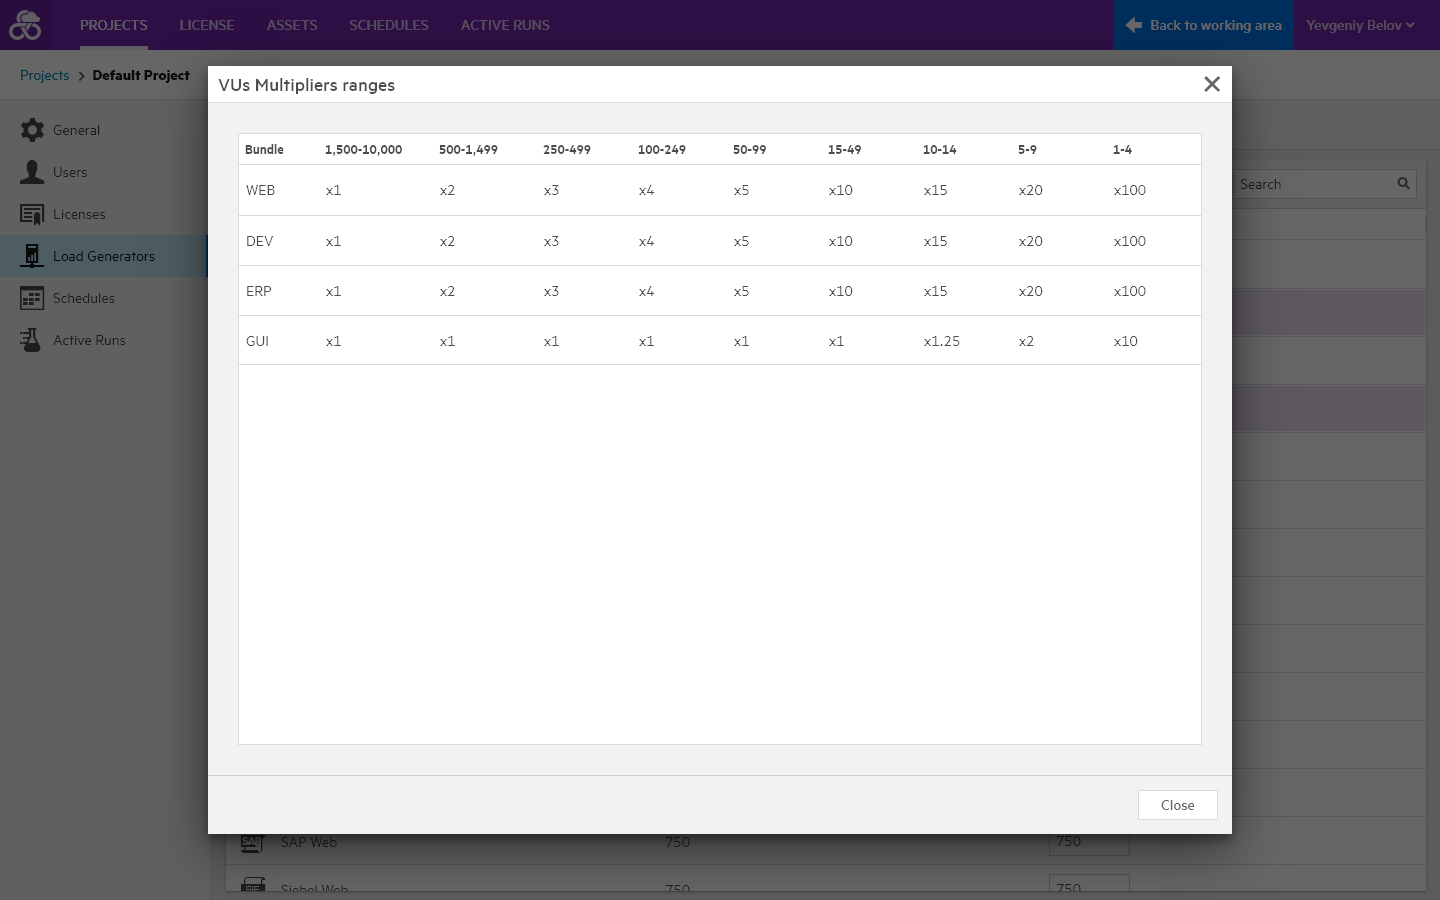 PROJECTS LICENSE ASSETS SCHEDULES ACTIVE RUNS Back to working area Yevgeniy Belov
Projects > Default Project
VUs Multipliers ranges
General
Users
Licenses
Load Generators
Schedules
Active Runs
Search
Bundle 1,500-10,000 500-1,499 250-499 100-249 50-99 15-49 10-14 5-9 1-4
WEB x1 x2 x3 x4 x5 x10 x15 x20 x100
DEV x1 x2 x3 x4 x5 x10 x15 x20 x100
ERP x1 x2 x3 x4 x5 x10 x15 x20 x100
GUI x1 x1 x1 x1 x1 x1 x1.25 x2 x10
Close
SAP SAP Web 750 750
Siebel Web 750 750